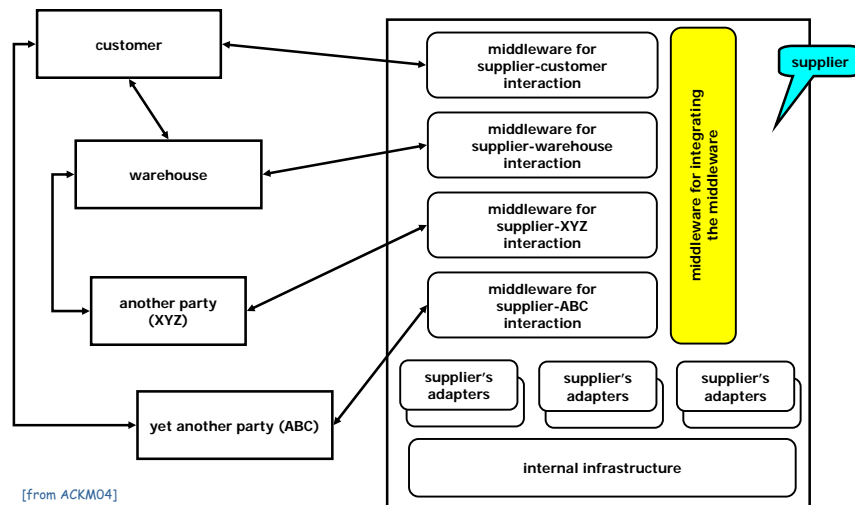 customer
warehouse
another party
(XYZ)
yet another party (ABC)
[from ACKM04]
middleware for
supplier-customer
interaction
middleware for
supplier-warehouse
interaction
middleware for
supplier-XYZ
interaction
middleware for
supplier-ABC
interaction
middleware for integrating
the middleware
supplier
supplier's
adapters
supplier's
adapters
supplier's
adapters
internal infrastructure